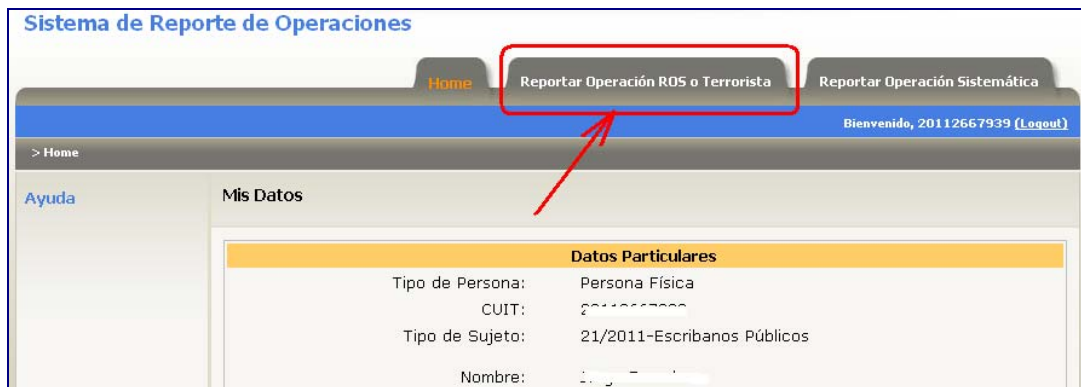 Sistema de Reporte de Operaciones
Home Reportar Operación ROS o Terrorista Reportar Operación Sistemática
Bienvenido, 20112667939 (Logout)
> Home
Ayuda
Mis Datos
Datos Particulares
Tipo de Persona: Persona Física
CUIT:
Tipo de Sujeto: 21/2011-Escribanos Públicos
Nombre: